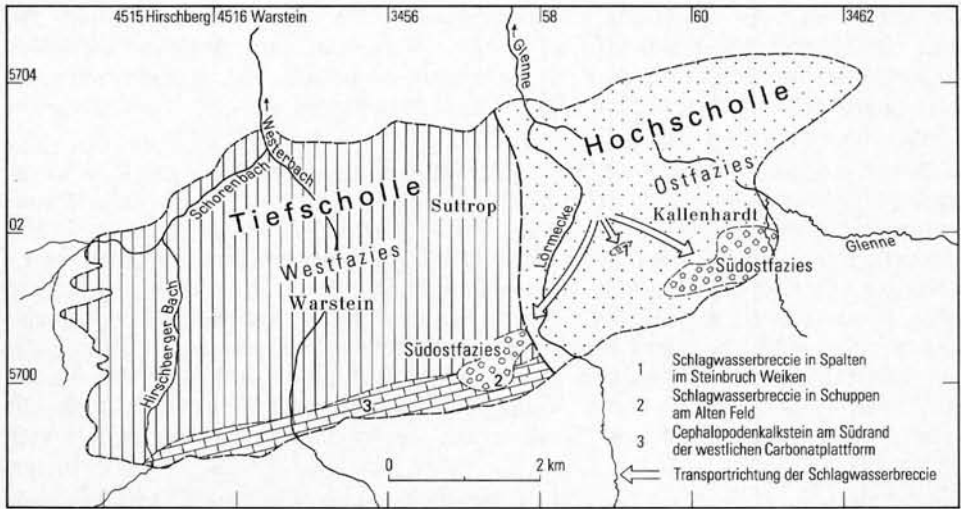 4515 Hirschberg 4516 Warstein 3456 58 60 3462
5704
Glenne
Hochscholle
Westerbach
Schorenbach
Tiefscholle
Ostfazies
Suttrop
Kallenhardt
02
Lörmecke
1
Glenne
Westfazies
Südostfazies
Warstein
Hirschberger Bach
Südostfazies
5700
2
3
1 Schlagwasserbreccie in Spalten
im Steinbruch Weiken
2 Schlagwasserbreccie in Schuppen
am Alten Feld
3 Cephalopodenkalkstein am Südrand
der westlichen Carbonatplattform
0 2 km
Transportrichtung der Schlagwasserbreccie